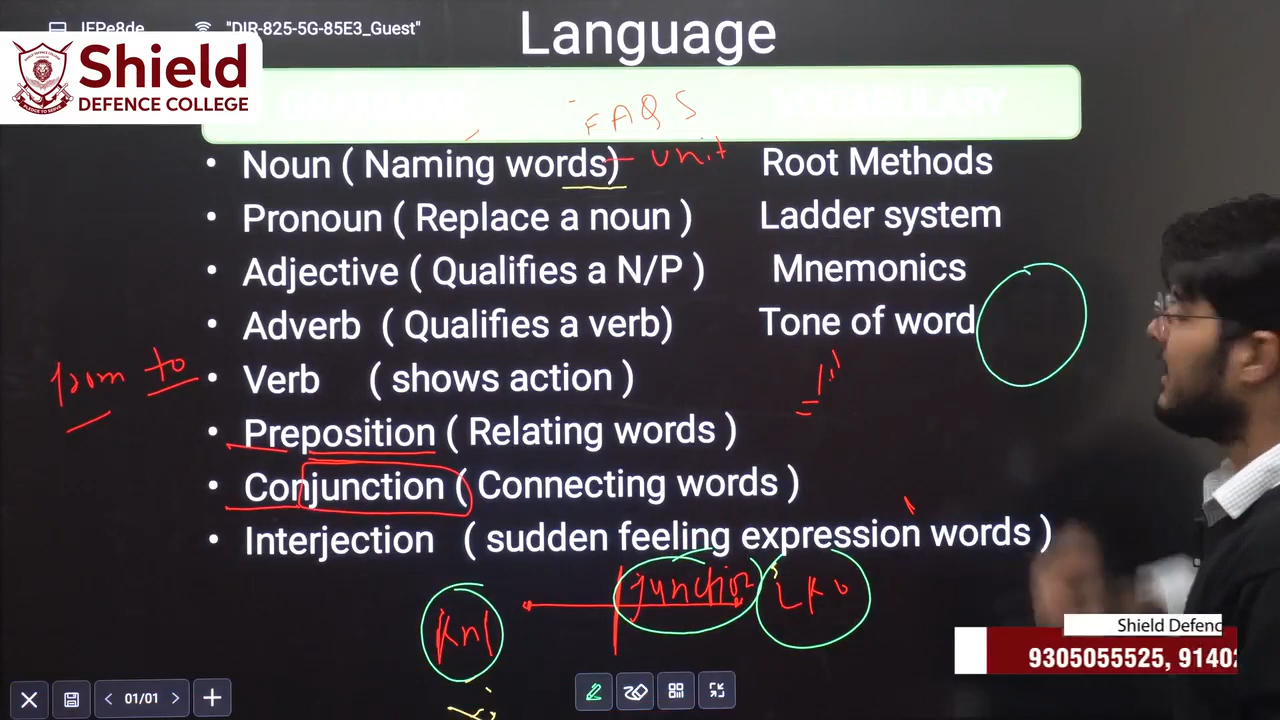 IFPe8de "DIR-825-5G-85E3_Guest"
Language
Shield
DEFENCE COLLEGE
FAQS
• Noun ( Naming words) unit
• Pronoun ( Replace a noun )
• Adjective ( Qualifies a N/P )
• Adverb ( Qualifies a verb)
from to
• Verb ( shows action )
• Preposition ( Relating words )
• Conjunction ( Connecting words )
• Interjection ( sudden feeling expression words )
Root Methods
Ladder system
Mnemonics
Tone of word
junction LKO
Knl
Shield Defenc
9305055525, 9140
01/01